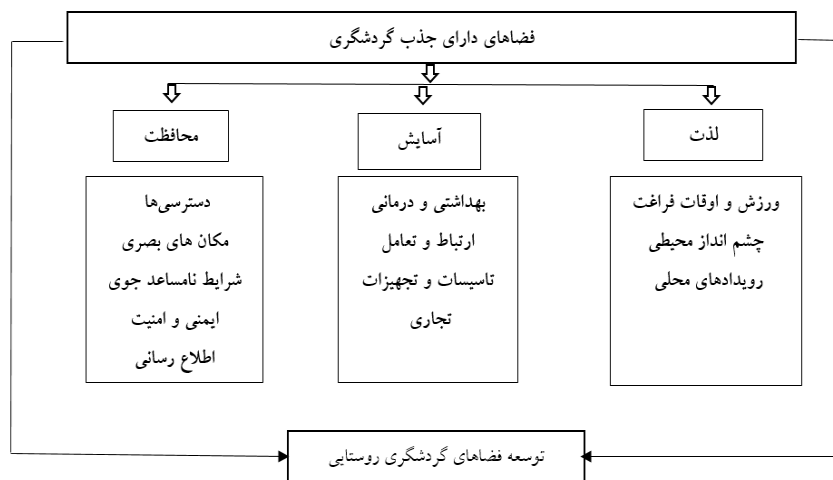 فضاهای دارای جذب گردشگری
لذت
آسایش
محافظت
ورزش و اوقات فراغت
چشم انداز محیطی
رویدادهای محلی
بهداشتی و درمانی
ارتباط و تعامل
تاسیسات و تجهیزات
تجاری
دسترسی‌ها
مکان های بصری
شرایط نامساعد جوی
ایمنی و امنیت
اطلاع رسانی
توسعه فضاهای گردشگری روستایی